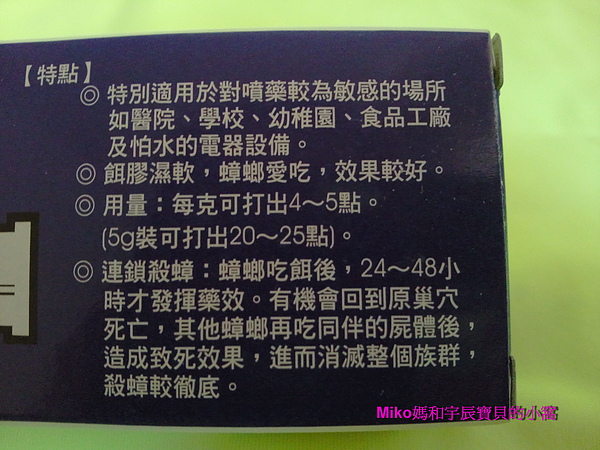 【特點】
◎ 特別適用於對噴藥較為敏感的場所
如醫院、學校、幼稚園、食品工廠
及怕水的電器設備。
◎ 餌膠濕軟，蟑螂愛吃，效果較好。
◎ 用量：每克可打出4～5點。
(5g裝可打出20～25點)。
◎ 連鎖殺蟑：蟑螂吃餌後，24～48小
時才發揮藥效。有機會回到原巢穴
死亡，其他蟑螂再吃同伴的屍體後，
造成致死效果，進而消滅整個族群，
殺蟑較徹底。
Miko媽和宇辰寶貝的小窩